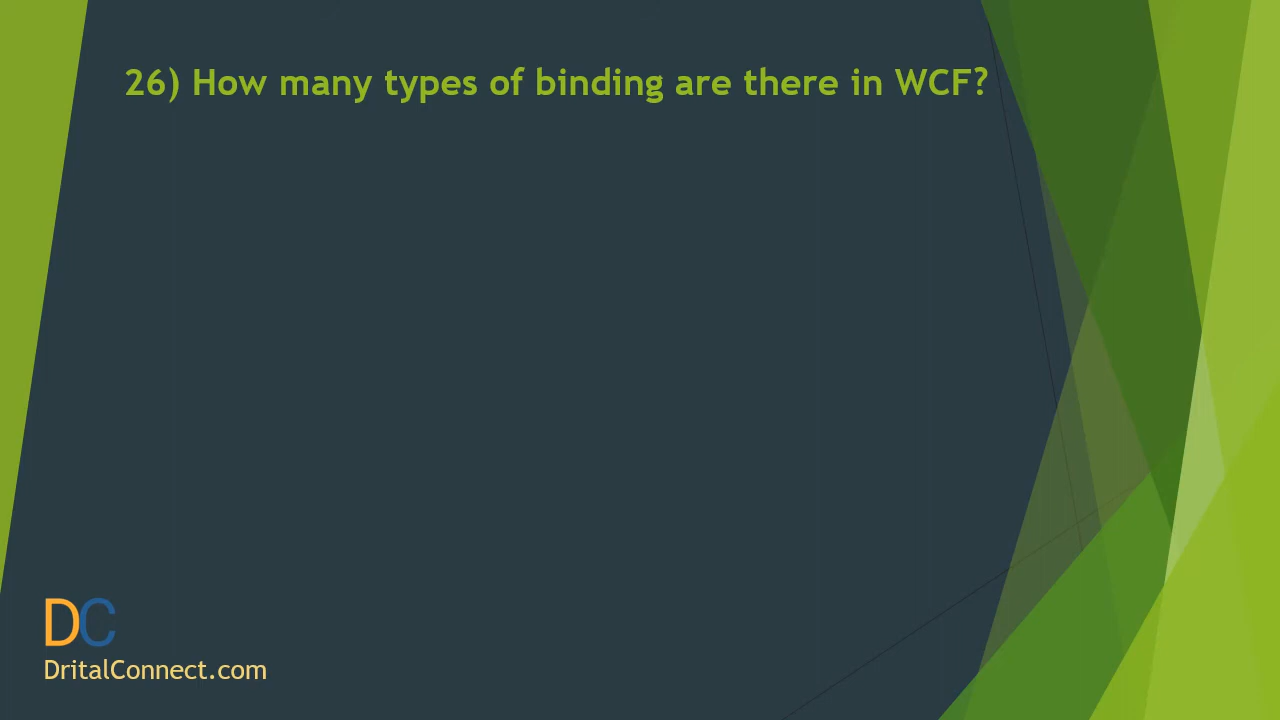 26) How many types of binding are there in WCF?
DC
DritalConnect.com